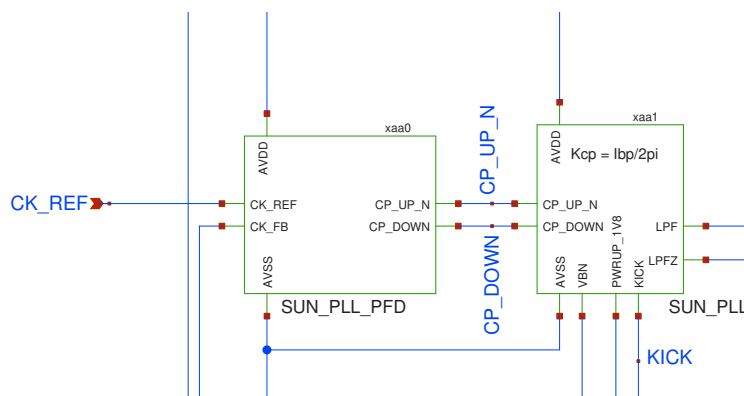 xaa0
AVDD
CK_REF
CK_REF
CK_FB
CP_UP_N
CP_DOWN
AVSS
SUN_PLL_PFD
CP_UP_N
CP_DOWN
xaa1
AVDD
Kcp = Ibp/2pi
CP_UP_N
CP_DOWN
LPF
LPFZ
AVSS
VBN
PWRUP_1V8
KICK
SUN_PLL
KICK